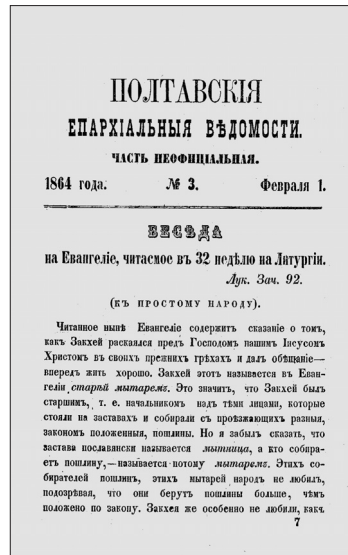 ПОЛТАВСКІЯ
ЕПАРХІАЛЬНЫЯ ВѢДОМОСТИ.
ЧАСТЬ НЕОФИЦІАЛЬНАЯ.
1864 года. № 3. Февраля 1.
БЕСѢДА
на Евангеліе, читаемое въ 32 недѣлю на Литургіи.
Лук. Зач. 92.
(КЪ ПРОСТОМУ НАРОДУ).
Читанное нынѣ Евангеліе содержитъ сказаніе о томъ,
какъ Закхей раскаялся предъ Господомъ нашимъ Іисусомъ
Христомъ въ своихъ прежнихъ грѣхахъ и далъ обѣщаніе—
впередъ жить хорошо. Закхей этотъ называется въ Еван-
геліи старѣй мытаремъ. Это значитъ, что Закхей былъ
старшимъ, т. е. начальникомъ надъ тѣми лицами, которые
стояли на заставахъ и собирали съ проѣзжающихъ разныя,
закономъ положенныя, пошлины. Но я забылъ сказать, что
застава пославянски называется мытница, а кто собира-
етъ пошлину,—называется потому мытаремъ. Этихъ со-
бирателей пошлинъ, этихъ мытарей народъ не любилъ,
подозрѣвая, что они берутъ пошлины больше, чѣмъ
положено по закону. Закхея же особенно не любили, какъ
7